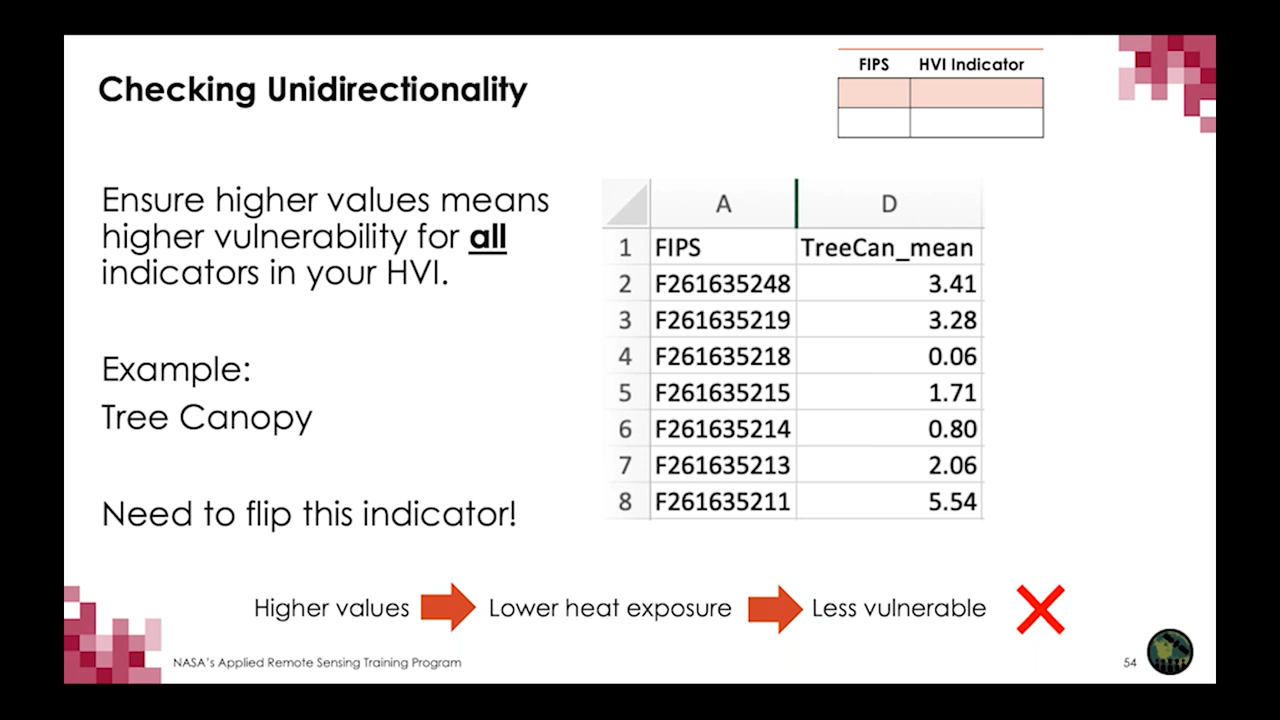 Checking Unidirectionality
FIPS HVI Indicator
Ensure higher values means
higher vulnerability for all
indicators in your HVI.
Example:
Tree Canopy
Need to flip this indicator!
A D
1 FIPS TreeCan_mean
2 F261635248 3.41
3 F261635219 3.28
4 F261635218 0.06
5 F261635215 1.71
6 F261635214 0.80
7 F261635213 2.06
8 F261635211 5.54
Higher values Lower heat exposure Less vulnerable
NASA's Applied Remote Sensing Training Program
54